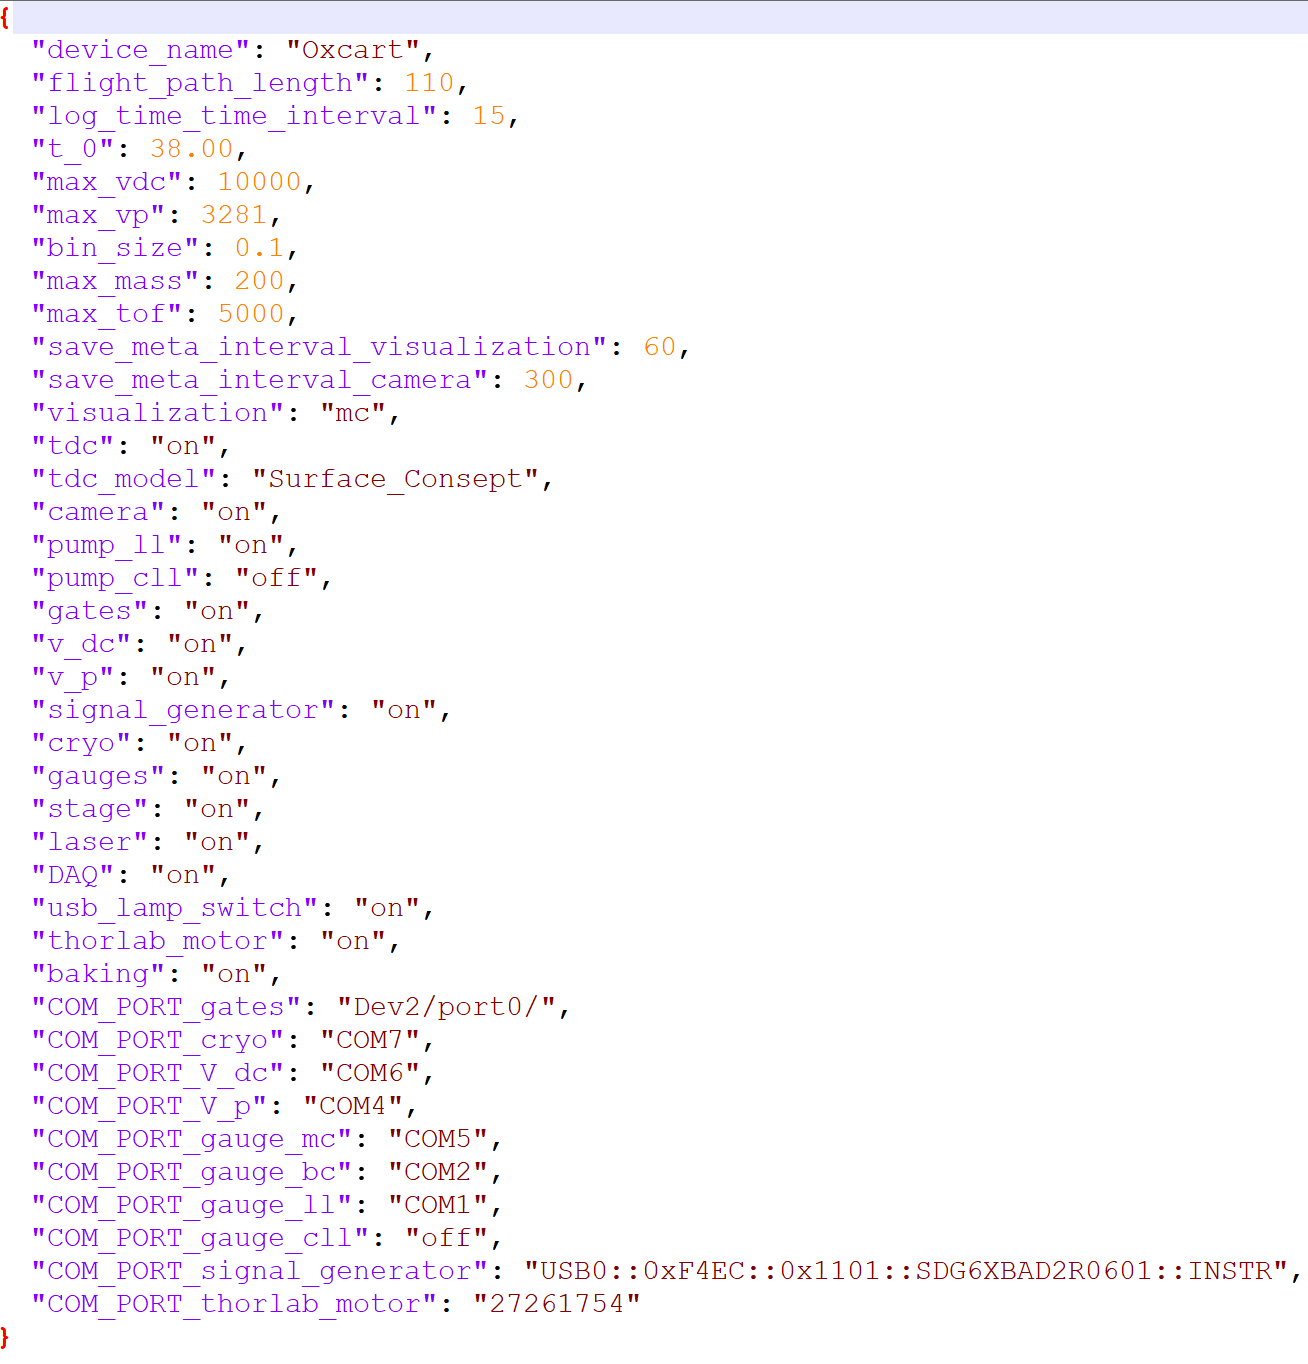 {
  "device_name": "Oxcart",
  "flight_path_length": 110,
  "log_time_time_interval": 15,
  "t_0": 38.00,
  "max_vdc": 10000,
  "max_vp": 3281,
  "bin_size": 0.1,
  "max_mass": 200,
  "max_tof": 5000,
  "save_meta_interval_visualization": 60,
  "save_meta_interval_camera": 300,
  "visualization": "mc",
  "tdc": "on",
  "tdc_model": "Surface_Consept",
  "camera": "on",
  "pump_ll": "on",
  "pump_cll": "off",
  "gates": "on",
  "v_dc": "on",
  "v_p": "on",
  "signal_generator": "on",
  "cryo": "on",
  "gauges": "on",
  "stage": "on",
  "laser": "on",
  "DAQ": "on",
  "usb_lamp_switch": "on",
  "thorlab_motor": "on",
  "baking": "on",
  "COM_PORT_gates": "Dev2/port0/",
  "COM_PORT_cryo": "COM7",
  "COM_PORT_V_dc": "COM6",
  "COM_PORT_V_p": "COM4",
  "COM_PORT_gauge_mc": "COM5",
  "COM_PORT_gauge_bc": "COM2",
  "COM_PORT_gauge_ll": "COM1",
  "COM_PORT_gauge_cll": "off",
  "COM_PORT_signal_generator": "USB0::0xF4EC::0x1101::SDG6XBAD2R0601::INSTR",
  "COM_PORT_thorlab_motor": "27261754"
}